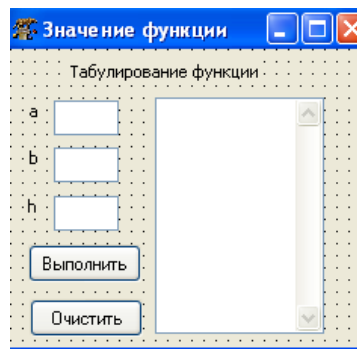 Значение функции
Табулирование функции
a
b
h
Выполнить
Очистить